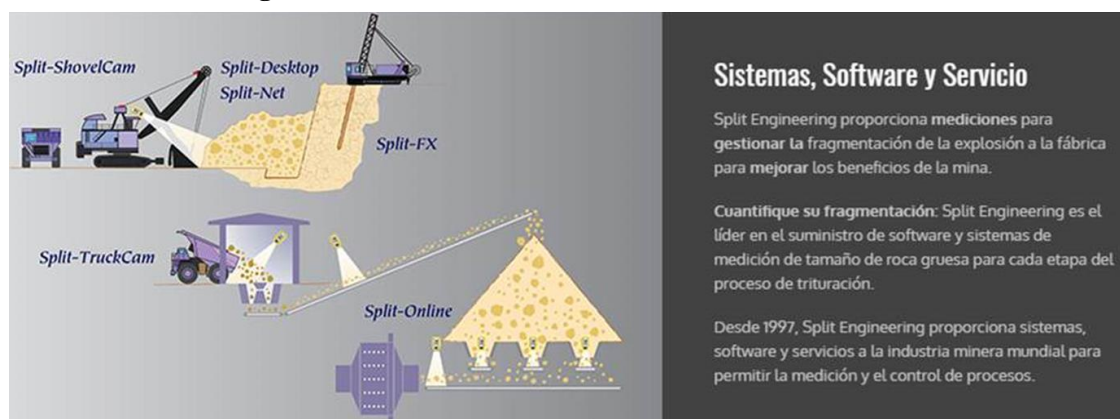 Split-ShovelCam
Split-Desktop
Split-Net
Split-FX
Split-TruckCam
Split-Online
Sistemas, Software y Servicio
Split Engineering proporciona mediciones para
gestionar la fragmentación de la explosión a la fábrica
para mejorar los beneficios de la mina.
Cuantifique su fragmentación: Split Engineering es el
líder en el suministro de software y sistemas de
medición de tamaño de roca gruesa para cada etapa del
proceso de trituración.
Desde 1997, Split Engineering proporciona sistemas,
software y servicios a la industria minera mundial para
permitir la medición y el control de procesos.